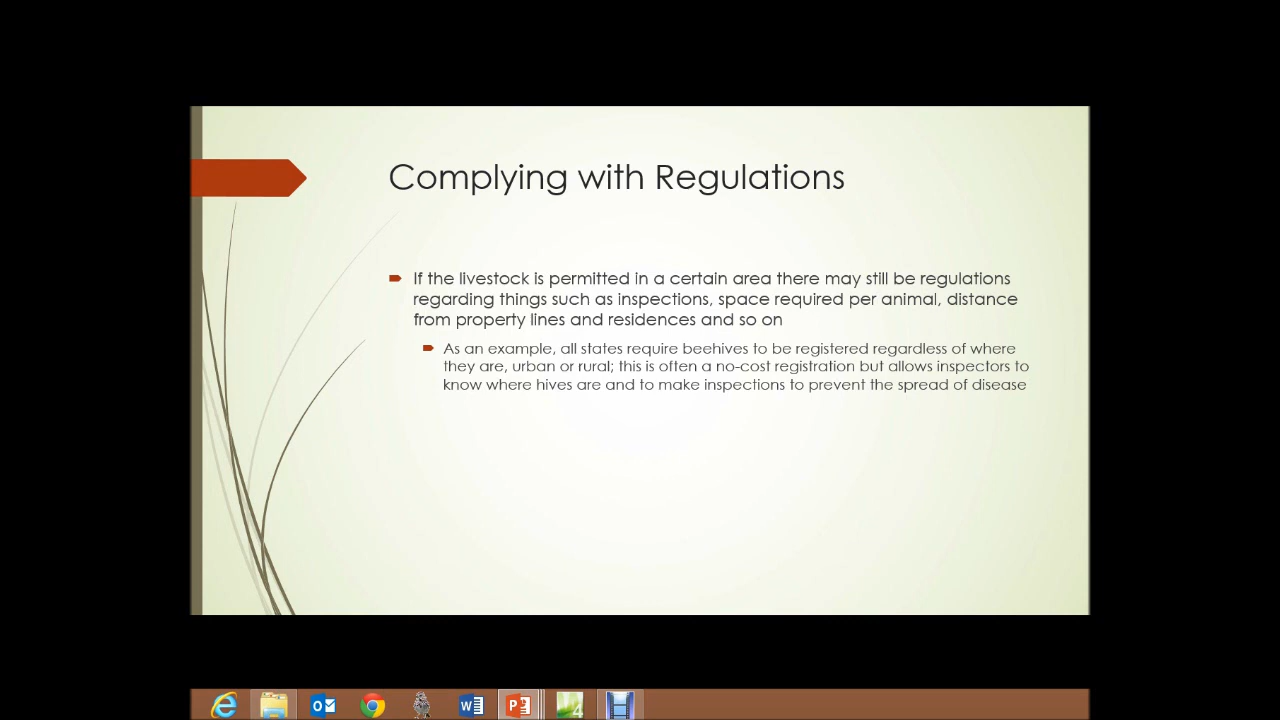 Complying with Regulations
If the livestock is permitted in a certain area there may still be regulations
regarding things such as inspections, space required per animal, distance
from property lines and residences and so on
As an example, all states require beehives to be registered regardless of where
they are, urban or rural; this is often a no-cost registration but allows inspectors to
know where hives are and to make inspections to prevent the spread of disease